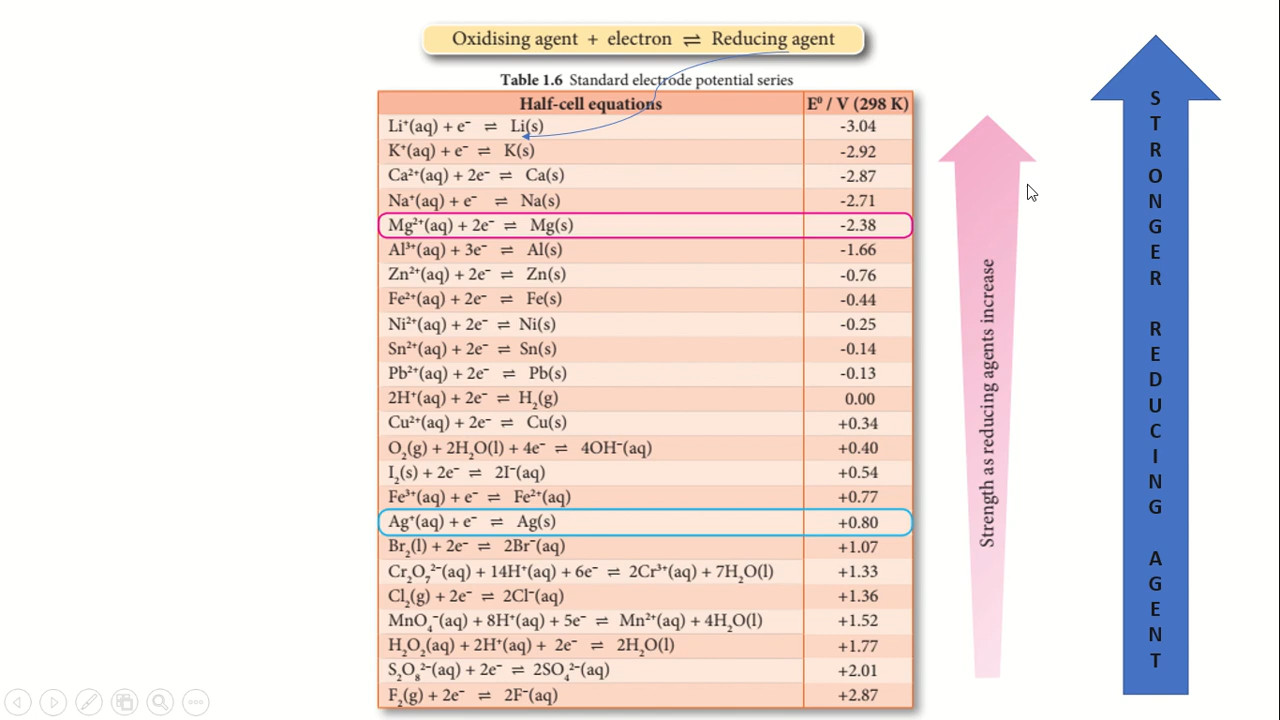 Oxidising agent + electron ⇌ Reducing agent
Table 1.6 Standard electrode potential series
Half-cell equations E⁰ / V (298 K)
Li⁺(aq) + e⁻ ⇌ Li(s) -3.04
K⁺(aq) + e⁻ ⇌ K(s) -2.92
Ca²⁺(aq) + 2e⁻ ⇌ Ca(s) -2.87
Na⁺(aq) + e⁻ ⇌ Na(s) -2.71
Mg²⁺(aq) + 2e⁻ ⇌ Mg(s) -2.38
Al³⁺(aq) + 3e⁻ ⇌ Al(s) -1.66
Zn²⁺(aq) + 2e⁻ ⇌ Zn(s) -0.76
Fe²⁺(aq) + 2e⁻ ⇌ Fe(s) -0.44
Ni²⁺(aq) + 2e⁻ ⇌ Ni(s) -0.25
Sn²⁺(aq) + 2e⁻ ⇌ Sn(s) -0.14
Pb²⁺(aq) + 2e⁻ ⇌ Pb(s) -0.13
2H⁺(aq) + 2e⁻ ⇌ H₂(g) 0.00
Cu²⁺(aq) + 2e⁻ ⇌ Cu(s) +0.34
O₂(g) + 2H₂O(l) + 4e⁻ ⇌ 4OH⁻(aq) +0.40
I₂(s) + 2e⁻ ⇌ 2I⁻(aq) +0.54
Fe³⁺(aq) + e⁻ ⇌ Fe²⁺(aq) +0.77
Ag⁺(aq) + e⁻ ⇌ Ag(s) +0.80
Br₂(l) + 2e⁻ ⇌ 2Br⁻(aq) +1.07
Cr₂O₇²⁻(aq) + 14H⁺(aq) + 6e⁻ ⇌ 2Cr³⁺(aq) + 7H₂O(l) +1.33
Cl₂(g) + 2e⁻ ⇌ 2Cl⁻(aq) +1.36
MnO₄⁻(aq) + 8H⁺(aq) + 5e⁻ ⇌ Mn²⁺(aq) + 4H₂O(l) +1.52
H₂O₂(aq) + 2H⁺(aq) + 2e⁻ ⇌ 2H₂O(l) +1.77
S₂O₈²⁻(aq) + 2e⁻ ⇌ 2SO₄²⁻(aq) +2.01
F₂(g) + 2e⁻ ⇌ 2F⁻(aq) +2.87
Strength as reducing agents increase
STRONGER REDUCING AGENT